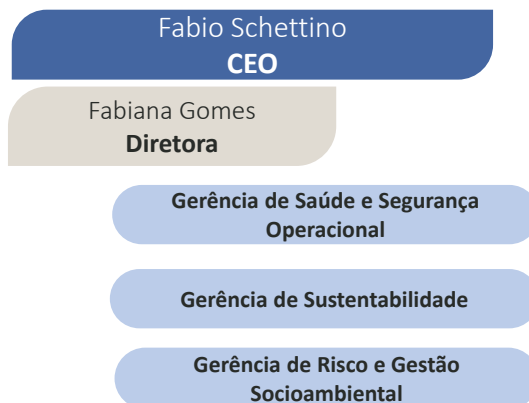 Fabio Schettino
CEO
Fabiana Gomes
Diretora
Gerência de Saúde e Segurança
Operacional
Gerência de Sustentabilidade
Gerência de Risco e Gestão
Socioambiental